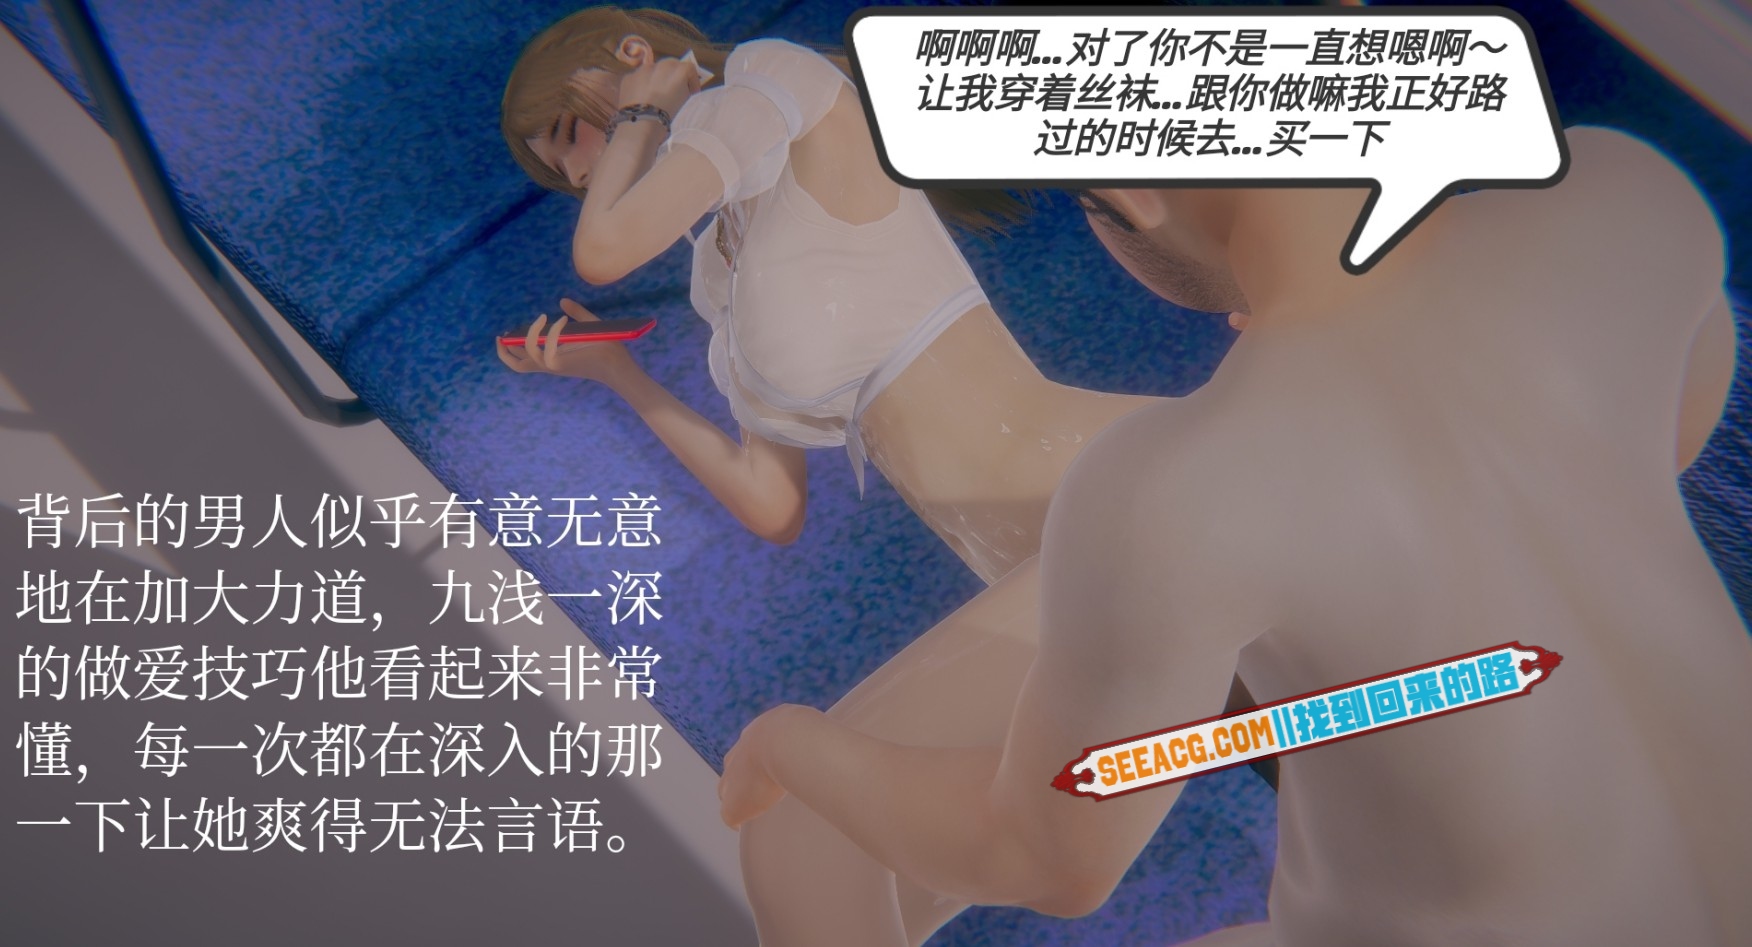 啊啊啊...对了你不是一直想嗯啊～
让我穿着丝袜...跟你做嘛我正好路
过的时候去...买一下
背后的男人似乎有意无意
地在加大力道，九浅一深
的做爱技巧他看起来非常
懂，每一次都在深入的那
一下让她爽得无法言语。
SEEACG.COM||找到回来的路